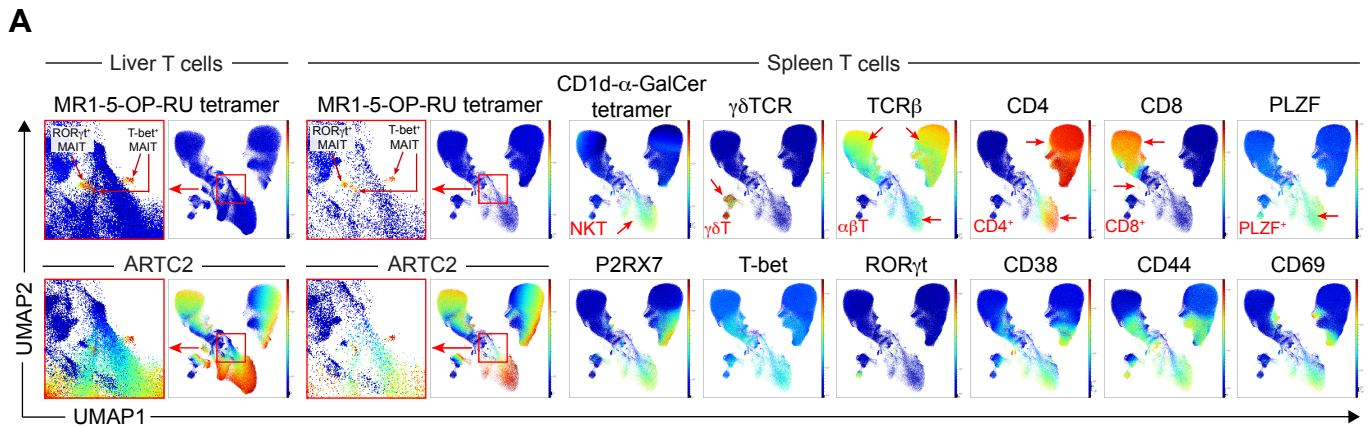 A
Liver T cells
Spleen T cells
MR1-5-OP-RU tetramer
MR1-5-OP-RU tetramer
CD1d-α-GalCer
tetramer
γδTCR
TCRβ
CD4
CD8
PLZF
RORγt⁺
MAIT
T-bet⁺
MAIT
RORγt⁺
MAIT
T-bet⁺
MAIT
NKT
γδT
αβT
CD4⁺
CD8⁺
PLZF⁺
ARTC2
ARTC2
P2RX7
T-bet
RORγt
CD38
CD44
CD69
UMAP2
UMAP1